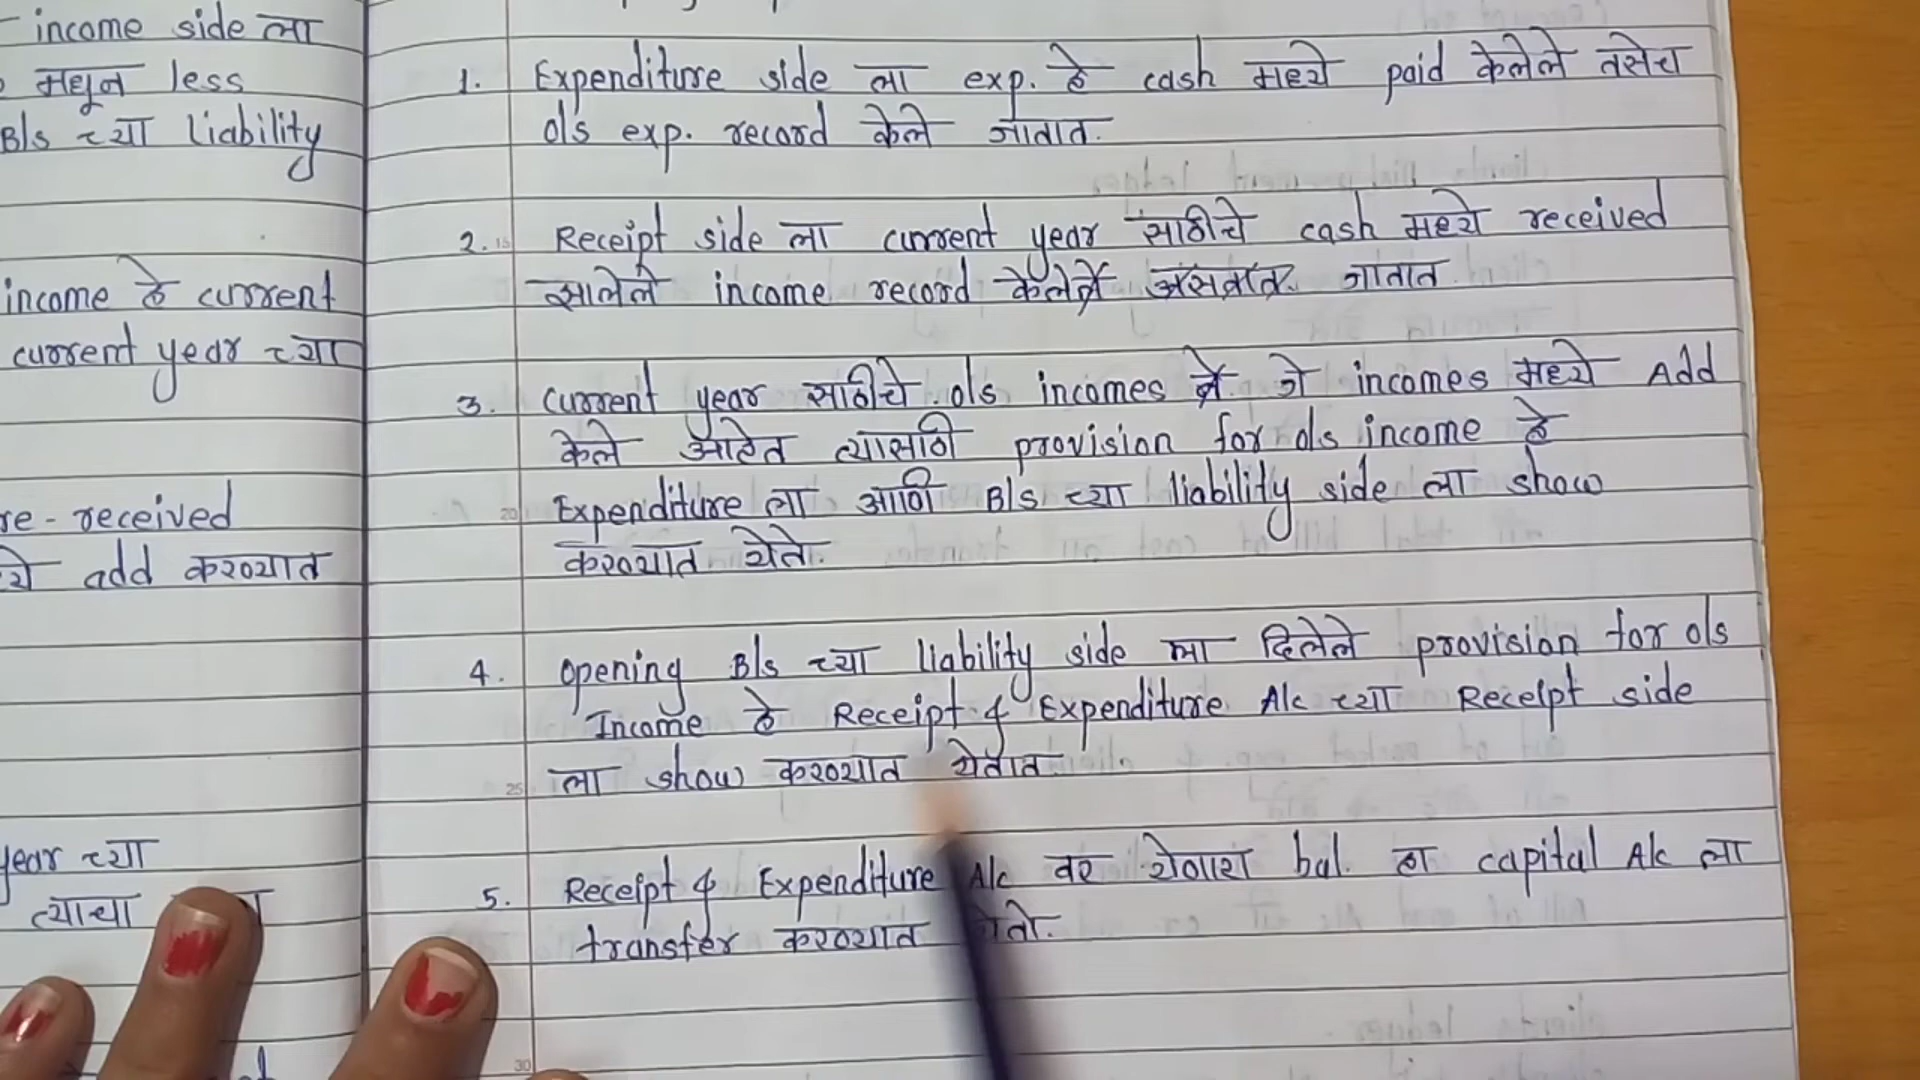 income side ला
मधून less
B/s च्या liability
income हे current
current year च्या
re - received
add करण्यात
year च्या
त्याचा
1. Expenditure side ला exp. हे cash मध्ये paid केलेले तसेच
o/s exp. record केले जातात.
2. Receipt side ला current year साठीचे cash मध्ये received
झालेले income record केलेले असतात. जातात.
3. Current year साठीचे o/s incomes जे incomes मध्ये Add
केले आहेत त्यासाठी provision for o/s income हे
Expenditure ला आणि B/s च्या liability side ला show
करण्यात येते.
4. Opening B/s च्या liability side ला दिलेले provision for o/s
Income हे Receipt & Expenditure A/c च्या Receipt side
ला show करण्यात येतात.
5. Receipt & Expenditure A/c वर येणारा bal. हा capital A/c ला
transfer करण्यात येतो.